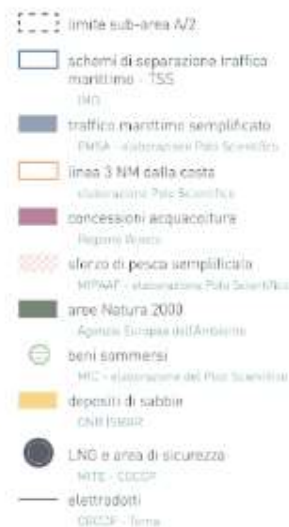 limite sub-area A/2
schemi di separazione traffico
marittimo - TSS
IMO
traffico marittimo semplificato
EMSA - elaborazione Polo Scientifico
linea 3 NM dalla costa
elaborazione Polo Scientifico
concessioni acquacoltura
Regione Veneto
sforzo di pesca semplificato
MIPAAF - elaborazione Polo Scientifico
aree Natura 2000
Agenzia Europea dell'Ambiente
beni sommersi
MIC - elaborazione del Polo Scientifico
depositi di sabbie
CNR ISMAR
LNG e area di sicurezza
MITE - CGCCP
elettrodotti
CGCCP - Terna